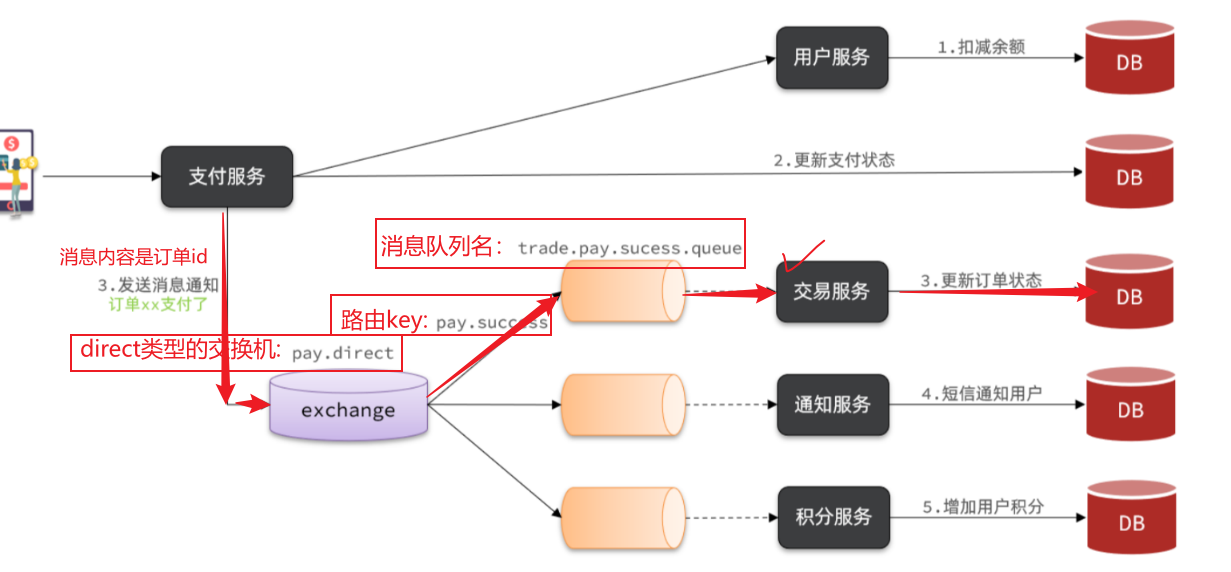 用户服务
1.扣减余额
DB
支付服务
2.更新支付状态
DB
消息内容是订单id
3.发送消息通知
订单xx支付了
消息队列名： trade.pay.sucess.queue
交易服务
3.更新订单状态
DB
路由key: pay.success
direct类型的交换机: pay.direct
exchange
通知服务
4.短信通知用户
DB
积分服务
5.增加用户积分
DB